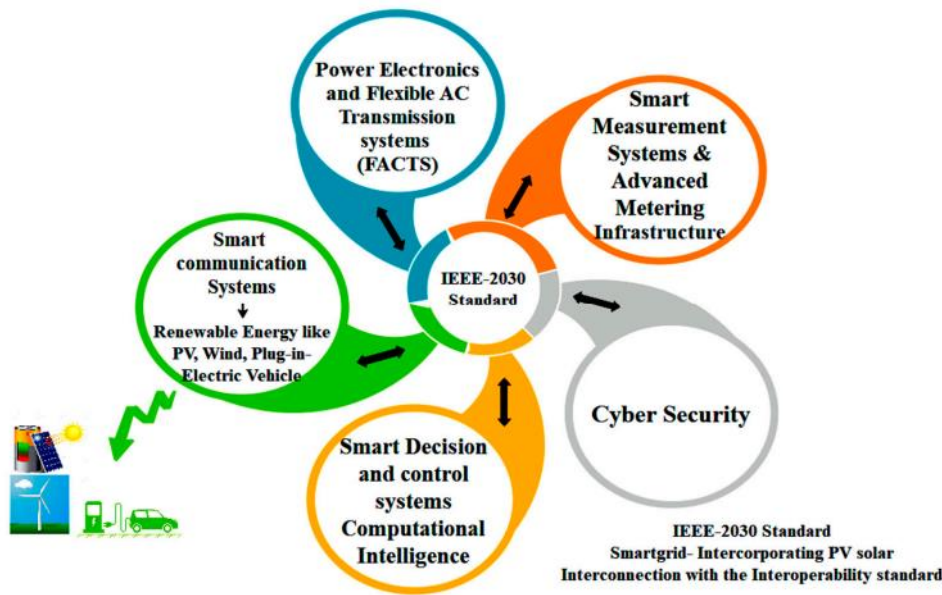 Power Electronics
and Flexible AC
Transmission
systems
(FACTS)
Smart
Measurement
Systems &
Advanced
Metering
Infrastructure
Smart
communication
Systems
Renewable Energy like
PV, Wind, Plug-in-
Electric Vehicle
IEEE-2030
Standard
Cyber Security
Smart Decision
and control
systems
Computational
Intelligence
IEEE-2030 Standard
Smartgrid- Intercorporating PV solar
Interconnection with the Interoperability standard